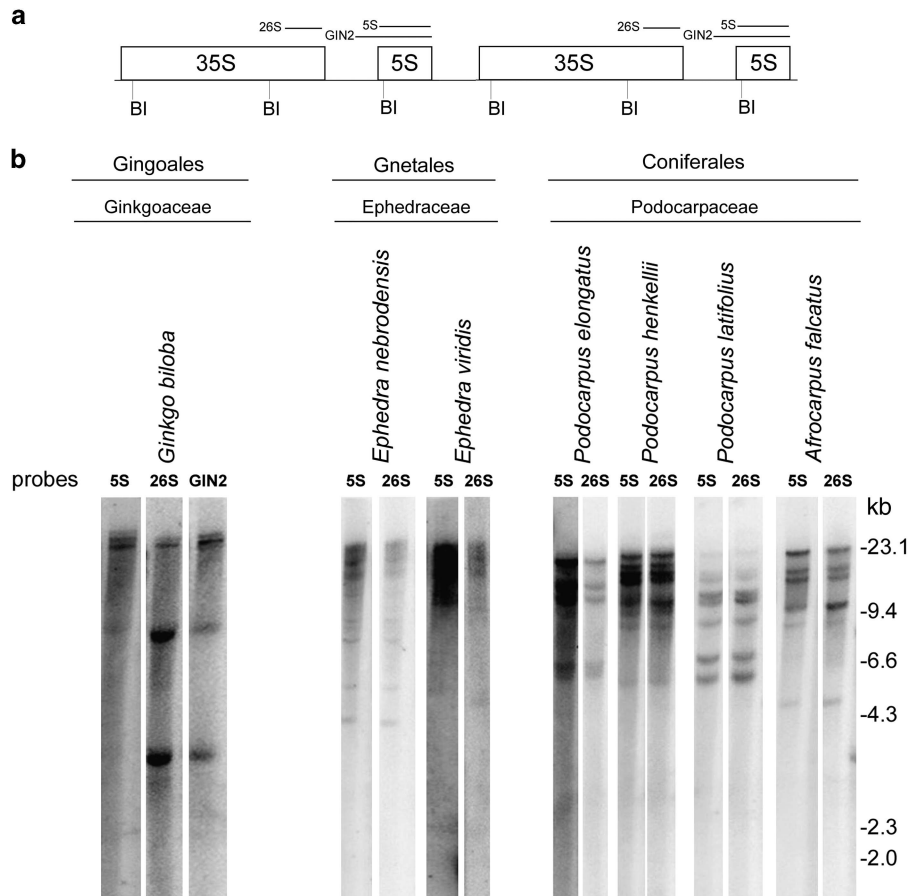 a
26S 5S 26S 5S
GIN2 GIN2
35S 5S 35S 5S
BI BI BI BI BI BI
b
Gingoales Gnetales Coniferales
Ginkgoaceae Ephedraceae Podocarpaceae
Ginkgo biloba
Ephedra nebrodensis
Ephedra viridis
Podocarpus elongatus
Podocarpus henkellii
Podocarpus latifolius
Afrocarpus falcatus
probes 5S 26S GIN2 5S 26S 5S 26S 5S 26S 5S 26S 5S 26S 5S 26S
kb
-23.1
-9.4
-6.6
-4.3
-2.3
-2.0